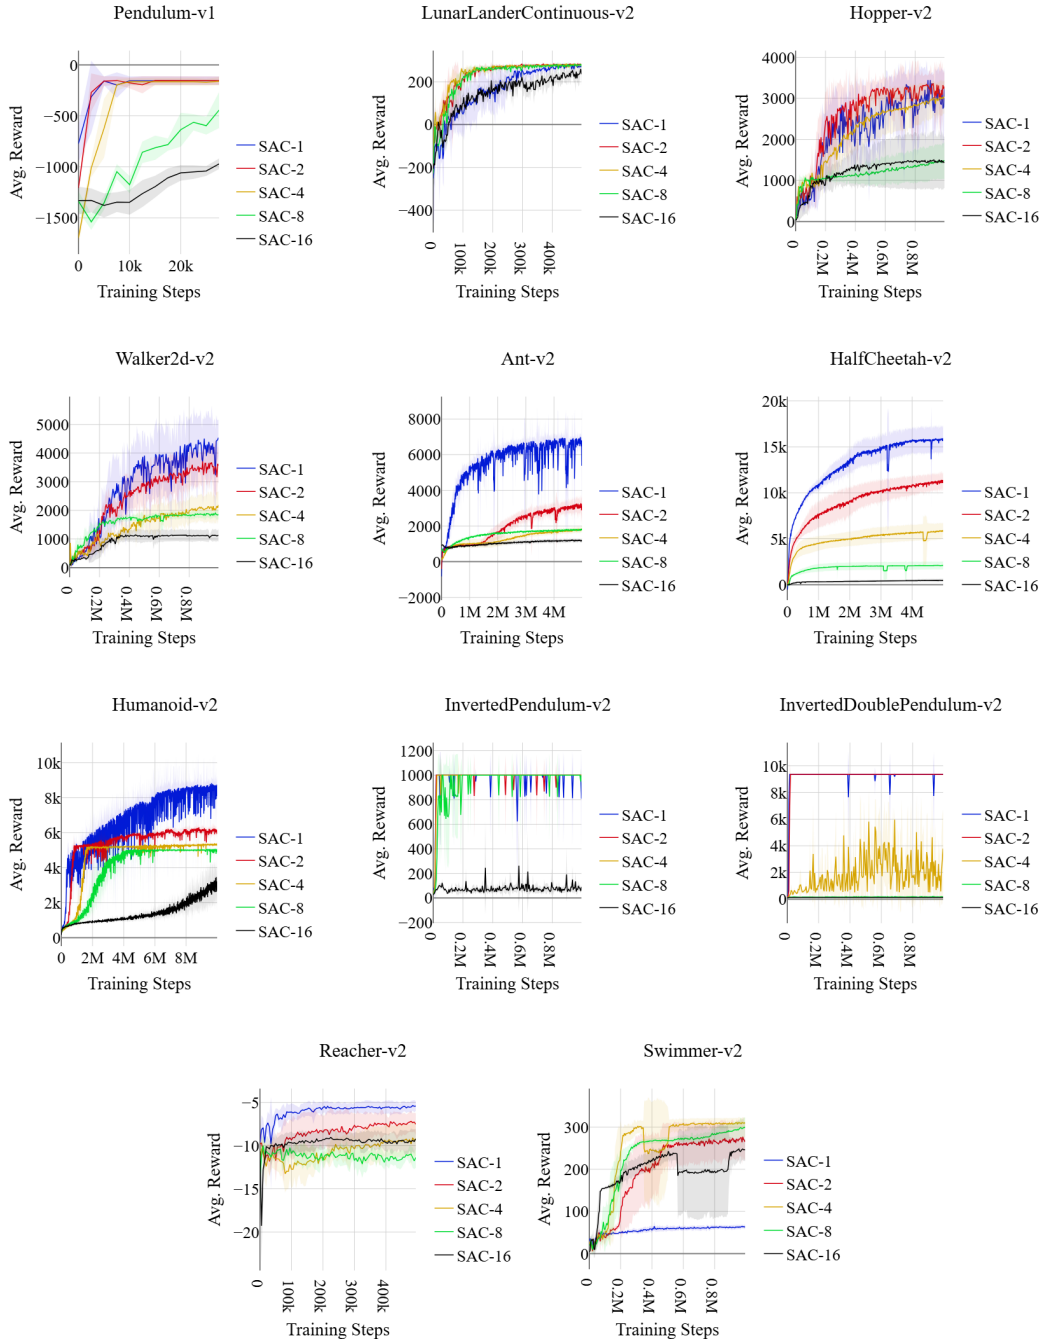 Pendulum-v1
0
−500
−1000
−1500
Avg. Reward
0
10k
20k
Training Steps
SAC-1
SAC-2
SAC-4
SAC-8
SAC-16
LunarLanderContinuous-v2
200
0
−200
−400
Avg. Reward
0
100k
200k
300k
400k
Training Steps
SAC-1
SAC-2
SAC-4
SAC-8
SAC-16
Hopper-v2
4000
3000
2000
1000
0
Avg. Reward
0
0.2M
0.4M
0.6M
0.8M
Training Steps
SAC-1
SAC-2
SAC-4
SAC-8
SAC-16
Walker2d-v2
5000
4000
3000
2000
1000
0
Avg. Reward
0
0.2M
0.4M
0.6M
0.8M
Training Steps
SAC-1
SAC-2
SAC-4
SAC-8
SAC-16
Ant-v2
8000
6000
4000
2000
0
−2000
Avg. Reward
0
1M
2M
3M
4M
Training Steps
SAC-1
SAC-2
SAC-4
SAC-8
SAC-16
HalfCheetah-v2
20k
15k
10k
5k
0
Avg. Reward
0
1M
2M
3M
4M
Training Steps
SAC-1
SAC-2
SAC-4
SAC-8
SAC-16
Humanoid-v2
10k
8k
6k
4k
2k
0
Avg. Reward
0
2M
4M
6M
8M
Training Steps
SAC-1
SAC-2
SAC-4
SAC-8
SAC-16
InvertedPendulum-v2
1200
1000
800
600
400
200
0
−200
Avg. Reward
0
0.2M
0.4M
0.6M
0.8M
Training Steps
SAC-1
SAC-2
SAC-4
SAC-8
SAC-16
InvertedDoublePendulum-v2
10k
8k
6k
4k
2k
0
Avg. Reward
0
0.2M
0.4M
0.6M
0.8M
Training Steps
SAC-1
SAC-2
SAC-4
SAC-8
SAC-16
Reacher-v2
−5
−10
−15
−20
Avg. Reward
0
100k
200k
300k
400k
Training Steps
SAC-1
SAC-2
SAC-4
SAC-8
SAC-16
Swimmer-v2
300
200
100
0
Avg. Reward
0
0.2M
0.4M
0.6M
0.8M
Training Steps
SAC-1
SAC-2
SAC-4
SAC-8
SAC-16